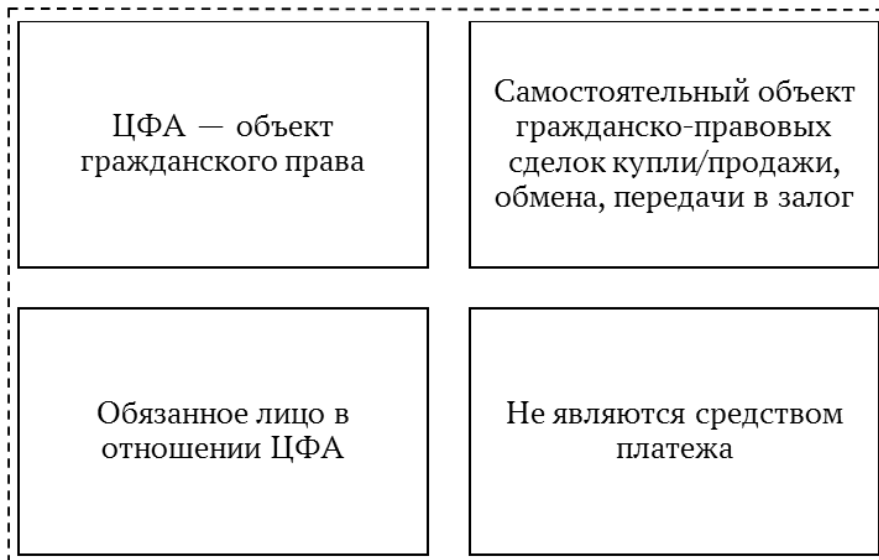 ЦФА — объект
гражданского права
Самостоятельный объект
гражданско-правовых
сделок купли/продажи,
обмена, передачи в залог
Обязанное лицо в
отношении ЦФА
Не являются средством
платежа